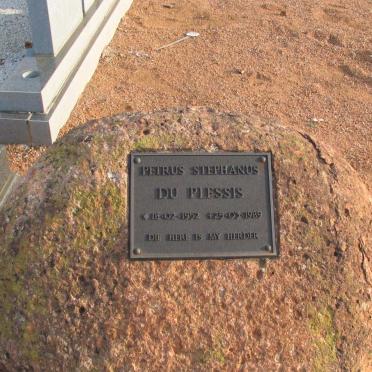 PETRUS STEPHANUS
DU PLESSIS
DIE HERE IS MY HERDER